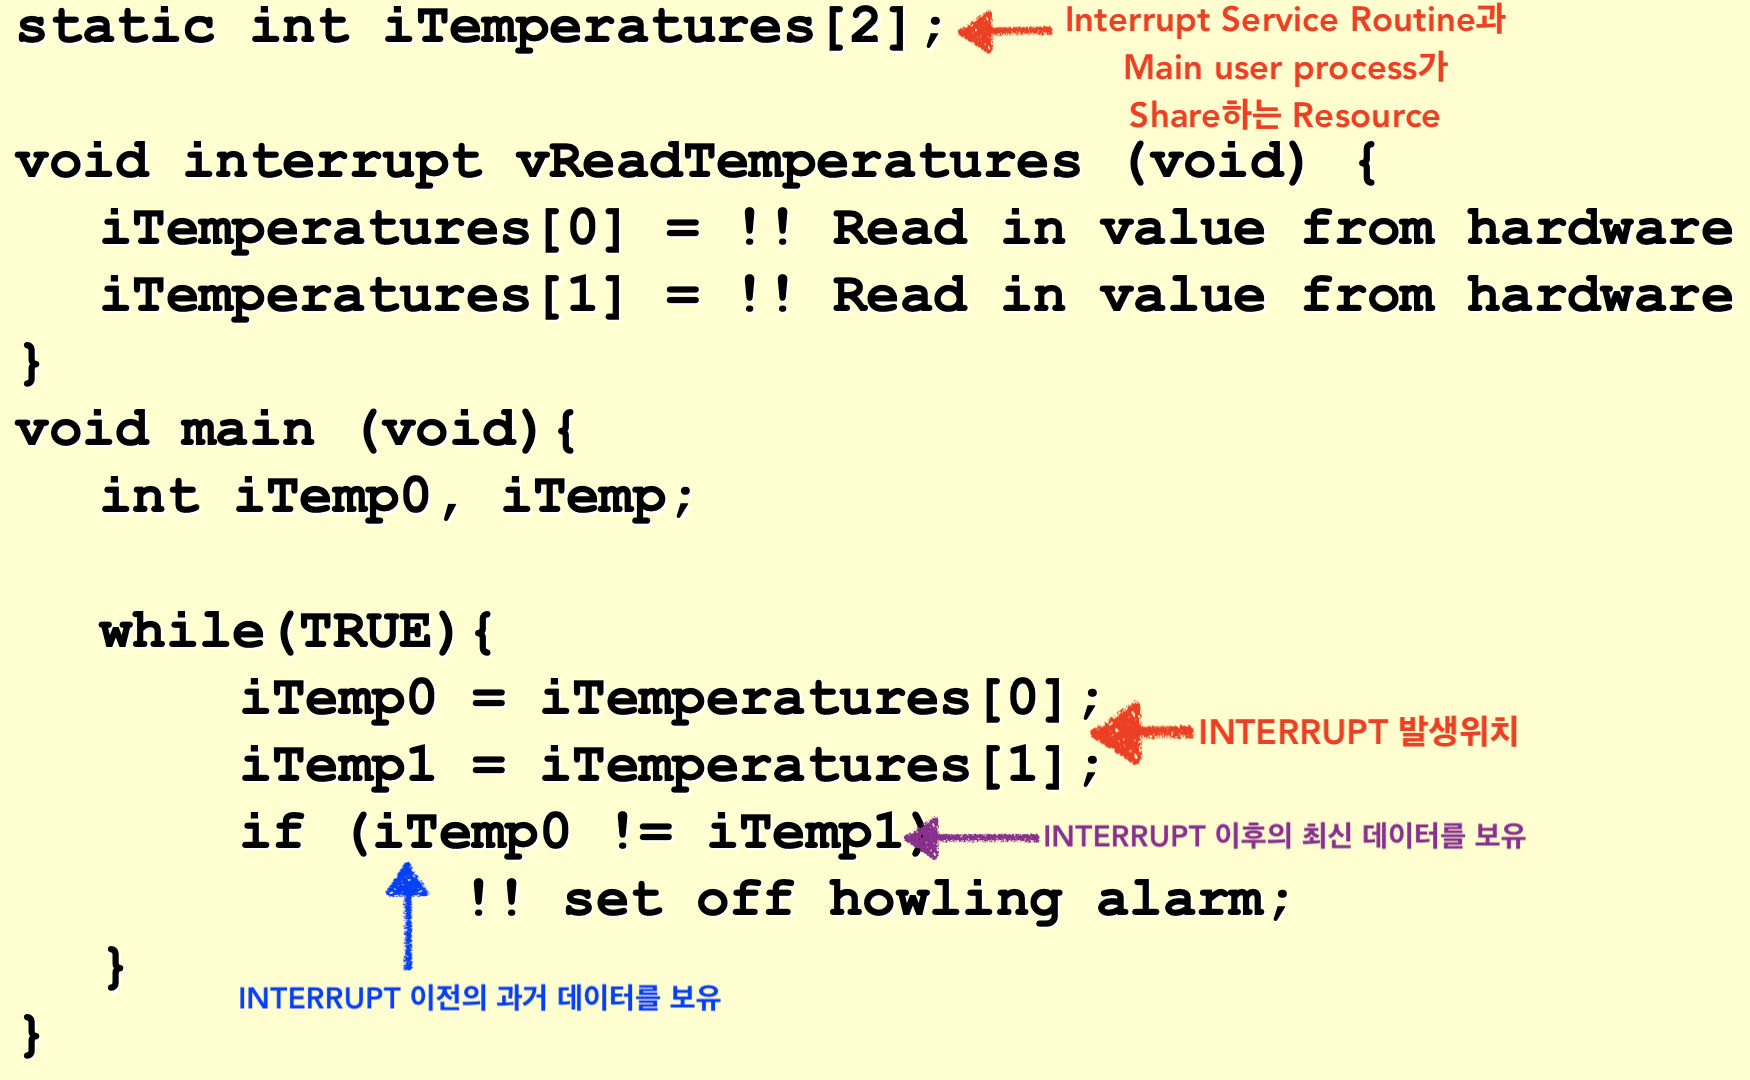 static int iTemperatures[2];
Interrupt Service Routine과
Main user process가
Share하는 Resource
void interrupt vReadTemperatures (void) {
iTemperatures[0] = !! Read in value from hardware
iTemperatures[1] = !! Read in value from hardware
}
void main (void){
int iTemp0, iTemp;
while(TRUE){
iTemp0 = iTemperatures[0];
INTERRUPT 발생위치
iTemp1 = iTemperatures[1];
if (iTemp0 != iTemp1)
INTERRUPT 이후의 최신 데이터를 보유
!! set off howling alarm;
}
INTERRUPT 이전의 과거 데이터를 보유
}